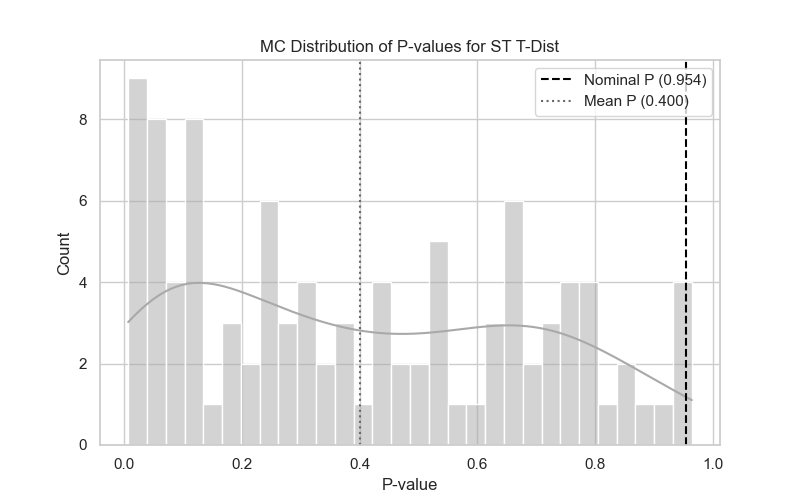 MC Distribution of P-values for ST T-Dist
Nominal P (0.954)
Mean P (0.400)
Count
8
6
4
2
0
0.0 0.2 0.4 0.6 0.8 1.0
P-value